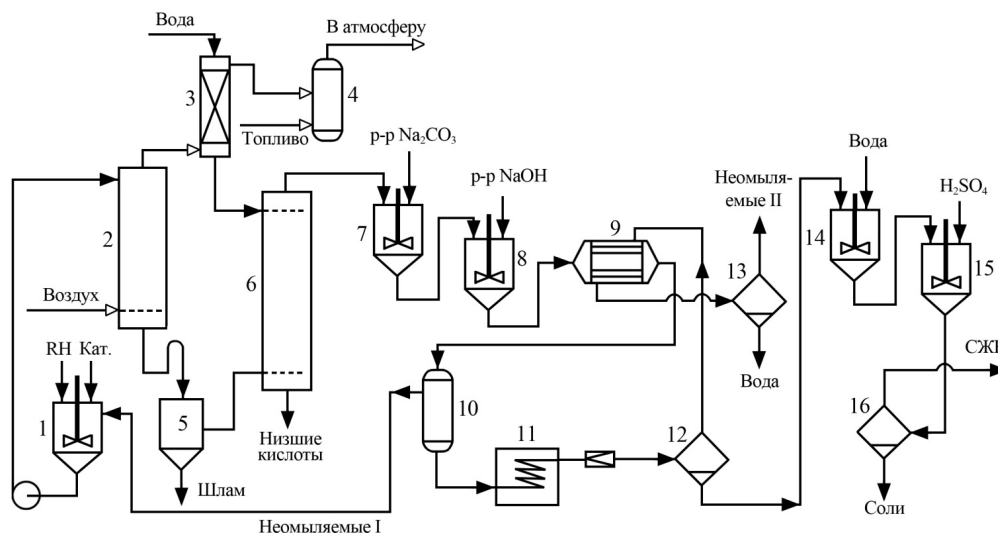 Вода
В атмосферу
3
4
Топливо
р-р Na₂CO₃
р-р NaOH
Неомыля-
емые II
Вода
H₂SO₄
2
6
7
8
9
13
14
15
Воздух
RH
Кат.
1
5
Шлам
Низшие
кислоты
10
11
12
Вода
16
СЖК
Соли
Неомыляемые I